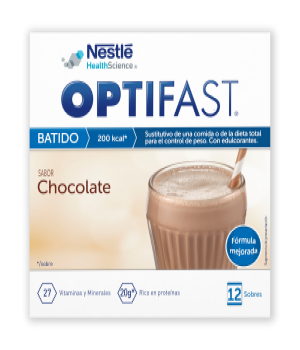 Nestlé
HealthScience
OPTIFAST®
BATIDO
200 kcal*
Sustitutivo de una comida o de la dieta total
para el control de peso. Con edulcorantes.
SABOR
Chocolate
Fórmula
mejorada
*/sobre
27 Vitaminas y Minerales
20g* Rico en proteínas
12 Sobres